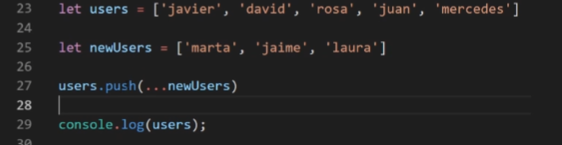 23 let users = ['javier', 'david', 'rosa', 'juan', 'mercedes']
24
25 let newUsers = ['marta', 'jaime', 'laura']
26
27 users.push(...newUsers)
28
29 console.log(users);
30